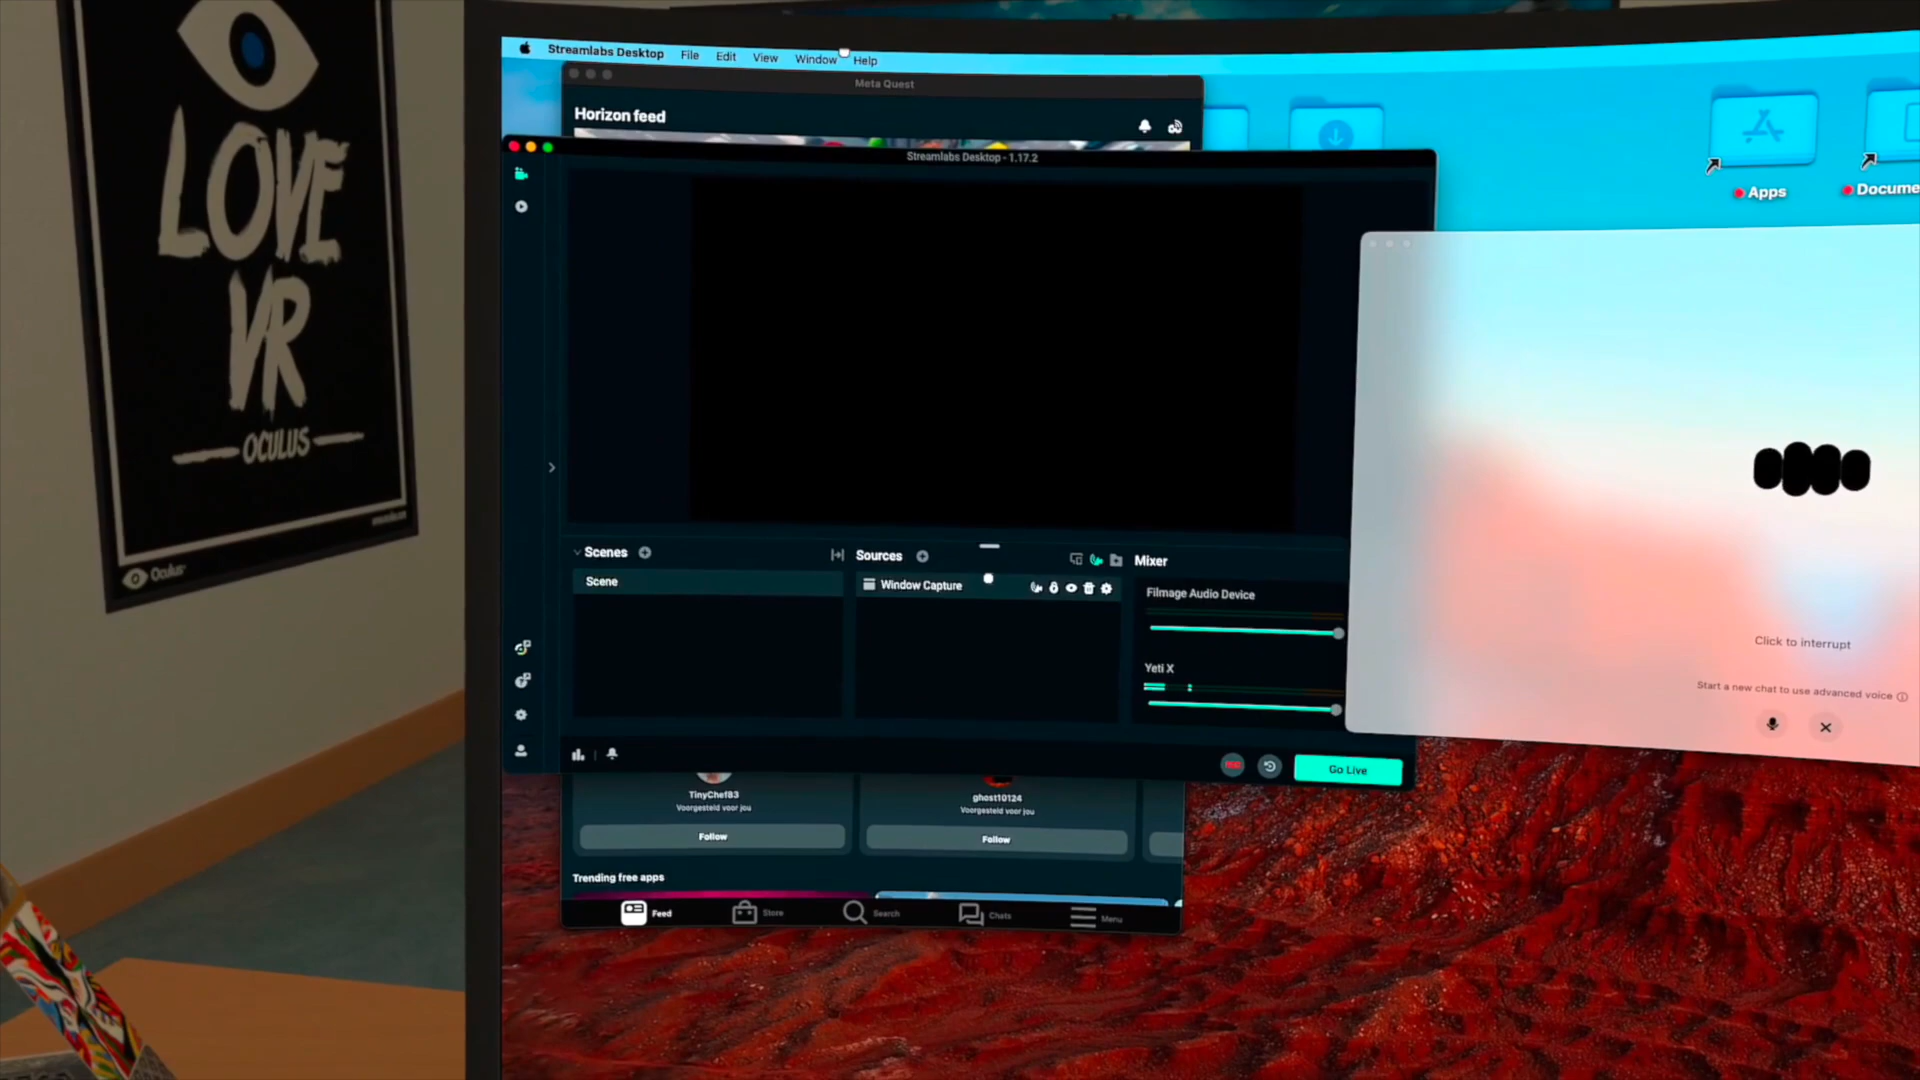 LOVE
VR
OCULUS
Oculus
Streamlabs Desktop File Edit View Window Help
Meta Quest
Horizon feed
Streamlabs Desktop - 1.17.2
Apps
Docume
Scenes
Sources
Mixer
Scene
Window Capture
Filmage Audio Device
Yeti X
Click to interrupt
Start a new chat to use advanced voice
REC
Go Live
TinyChef83
Voorgesteld voor jou
Follow
ghost10124
Voorgesteld voor jou
Follow
Trending free apps
Feed
Store
Search
Chats
Menu